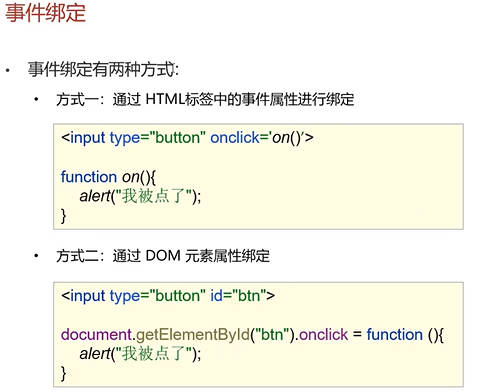 事件绑定
• 事件绑定有两种方式：
• 方式一：通过 HTML标签中的事件属性进行绑定
<input type="button" onclick='on()'>
function on(){
alert("我被点了");
}
• 方式二：通过 DOM 元素属性绑定
<input type="button" id="btn">
document.getElementById("btn").onclick = function (){
alert("我被点了");
}